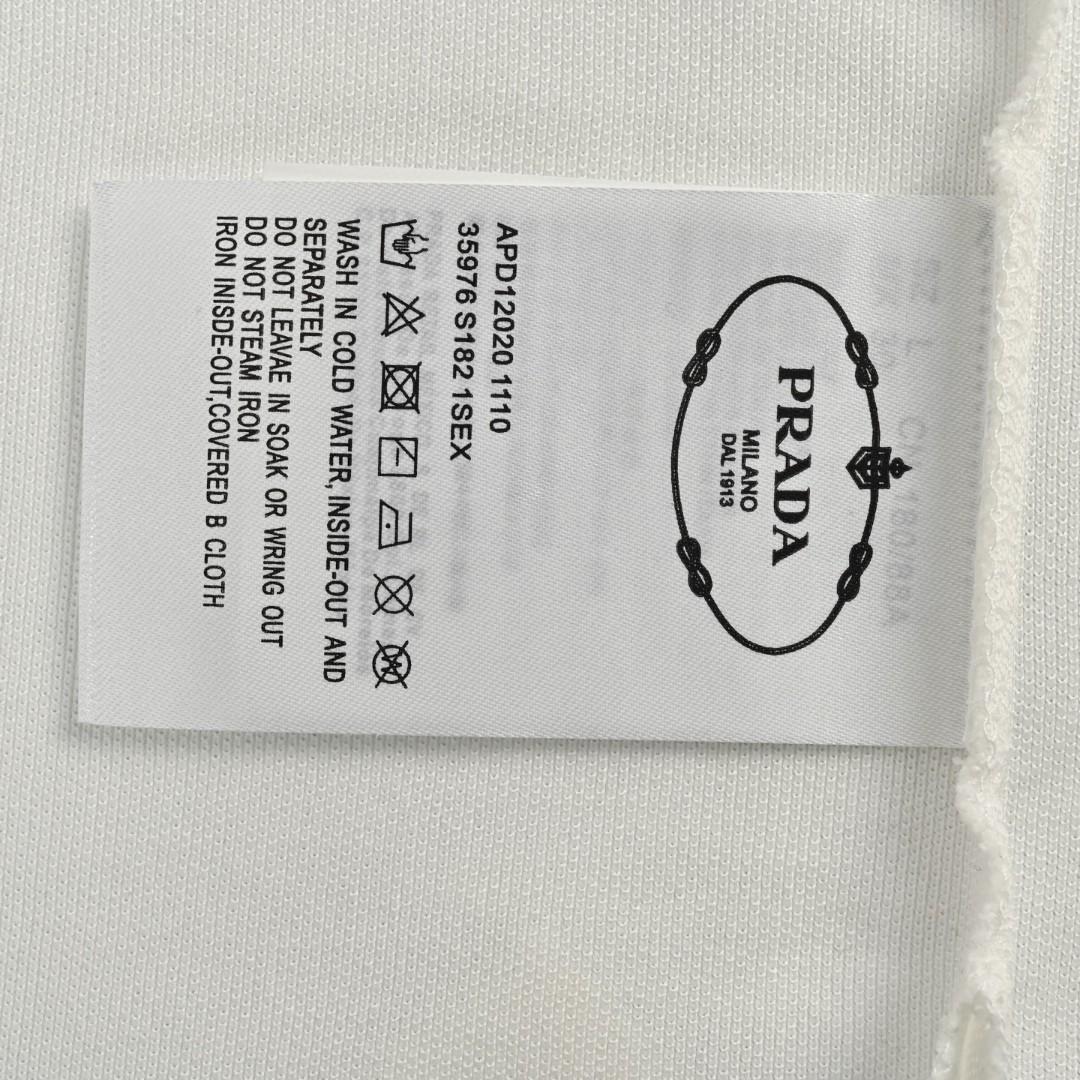 PRADA
MILANO
DAL 1913
APD12020 1110
35976 S182 1SEX
WASH IN COLD WATER,INSIDE-OUT AND
SEPARATELY
DO NOT LEAVAE IN SOAK OR WRING OUT
DO NOT STEAM IRON
IRON INISDE-OUT,COVERED B CLOTH